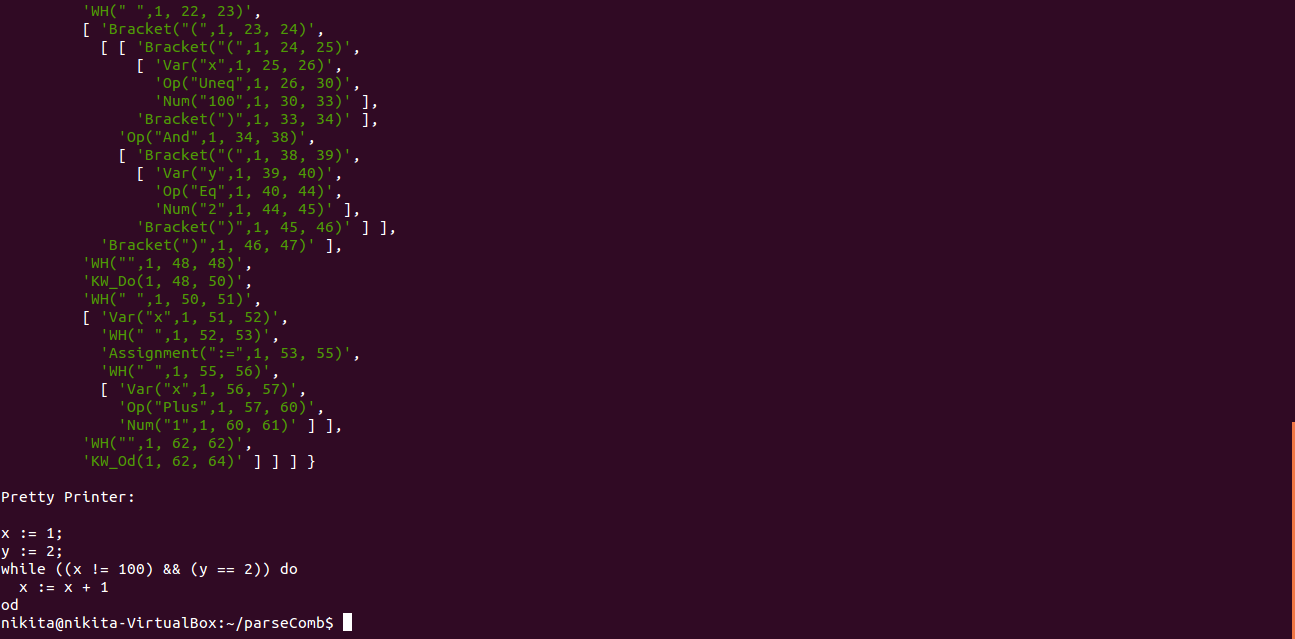 'WH(" ",1, 22, 23)',
[ 'Bracket("(",1, 23, 24)',
[ [ 'Bracket("(",1, 24, 25)',
[ 'Var("x",1, 25, 26)',
'Op("Uneq",1, 26, 30)',
'Num("100",1, 30, 33)' ],
'Bracket(")",1, 33, 34)' ],
'Op("And",1, 34, 38)',
[ 'Bracket("(",1, 38, 39)',
[ 'Var("y",1, 39, 40)',
'Op("Eq",1, 40, 44)',
'Num("2",1, 44, 45)' ],
'Bracket(")",1, 45, 46)' ] ],
'Bracket(")",1, 46, 47)' ],
'WH("",1, 48, 48)',
'KW_Do(1, 48, 50)',
'WH(" ",1, 50, 51)',
[ 'Var("x",1, 51, 52)',
'WH(" ",1, 52, 53)',
'Assignment(":=",1, 53, 55)',
'WH(" ",1, 55, 56)',
[ 'Var("x",1, 56, 57)',
'Op("Plus",1, 57, 60)',
'Num("1",1, 60, 61)' ] ],
'WH("",1, 62, 62)',
'KW_Od(1, 62, 64)' ] ] ] }
Pretty Printer:
x := 1;
y := 2;
while ((x != 100) && (y == 2)) do
x := x + 1
od
nikita@nikita-VirtualBox:~/parseComb$